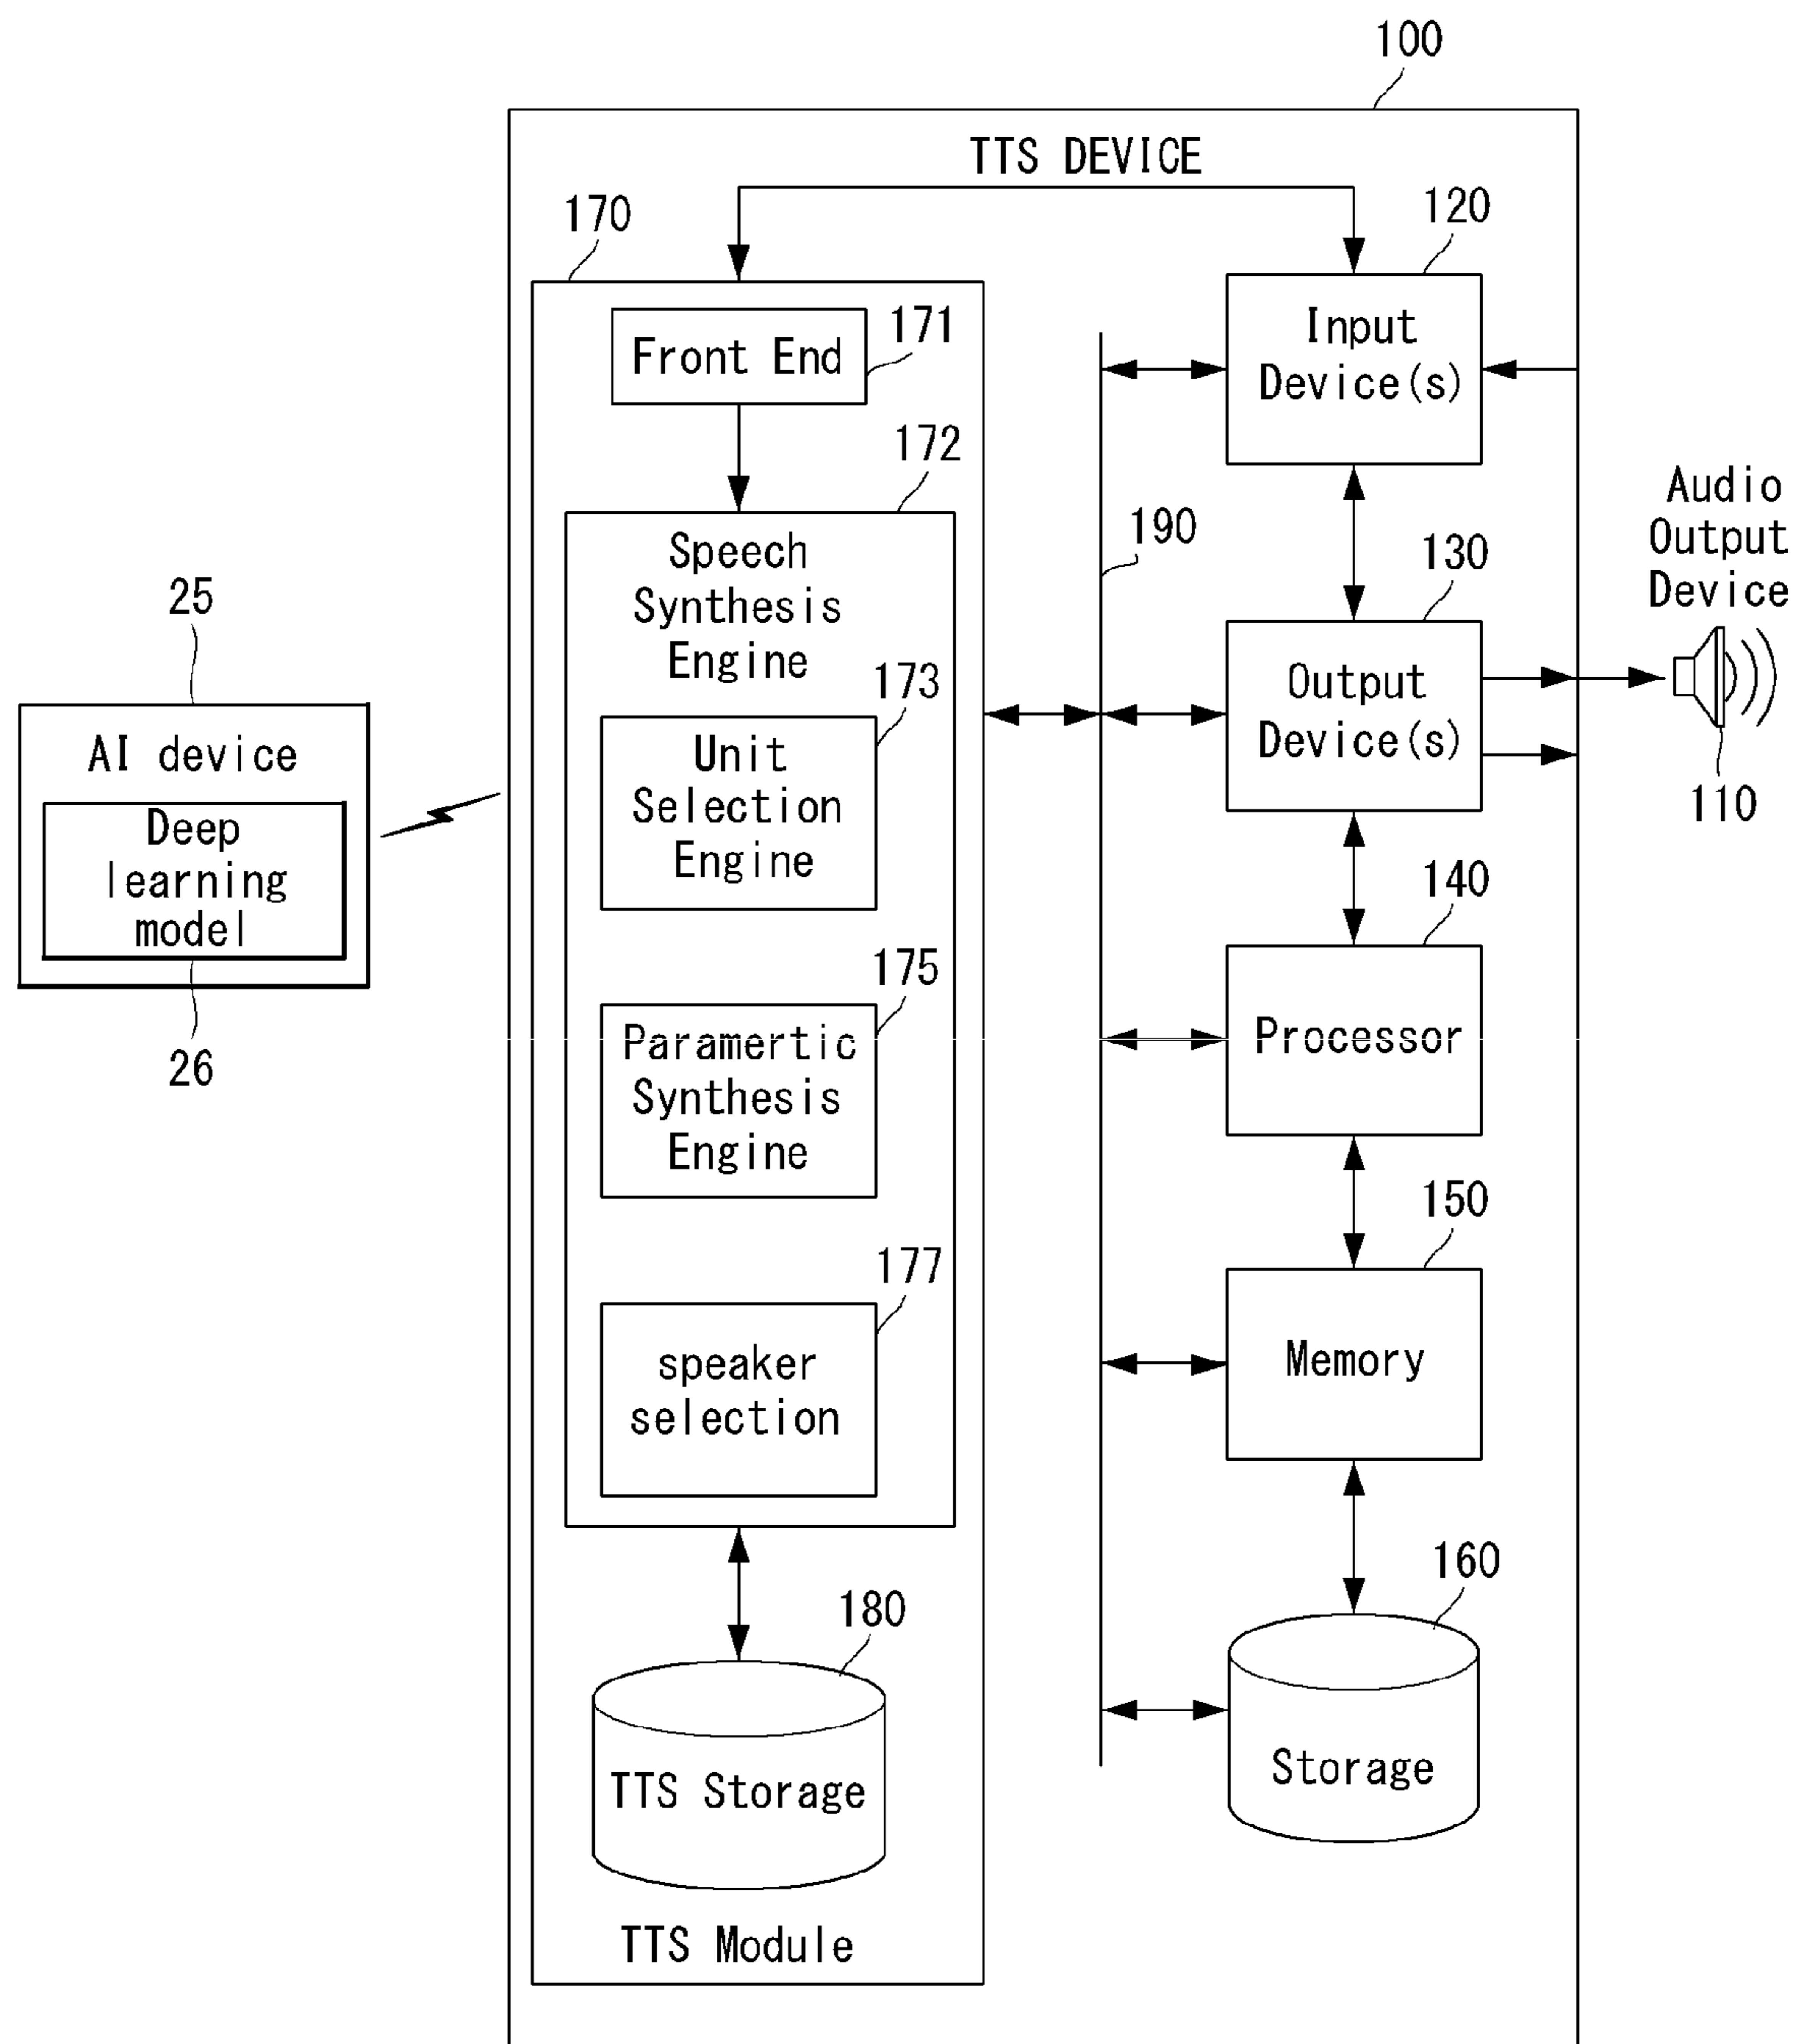 100
TTS DEVICE
170
120
Front End
171
Input
Device(s)
172
Speech
Synthesis
Engine
190
130
Audio
Output
Device
110
Output
Device(s)
173
Unit
Selection
Engine
25
AI device
Deep
learning
model
26
140
Processor
175
Paramertic
Synthesis
Engine
150
Memory
177
speaker
selection
160
Storage
180
TTS Storage
TTS Module